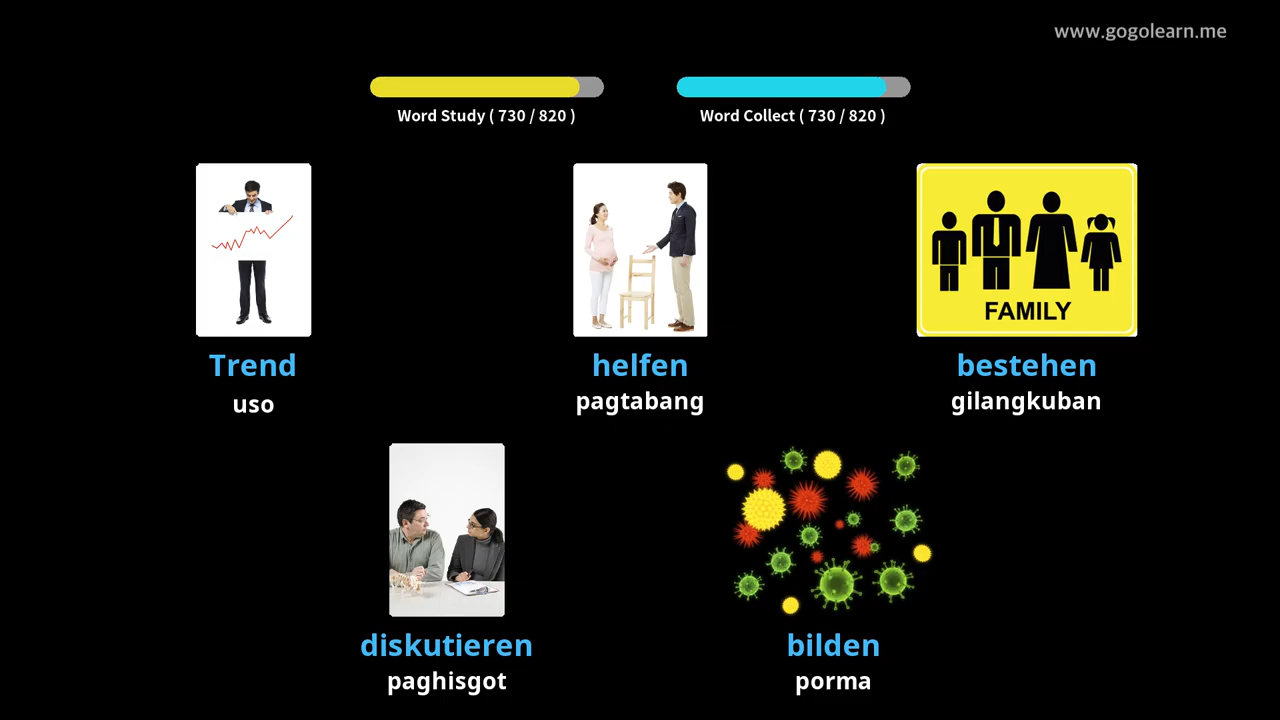 www.gogolearn.me
Word Study ( 730 / 820 )
Word Collect ( 730 / 820 )
FAMILY
Trend
uso
helfen
pagtabang
bestehen
gilangkuban
diskutieren
paghisgot
bilden
porma